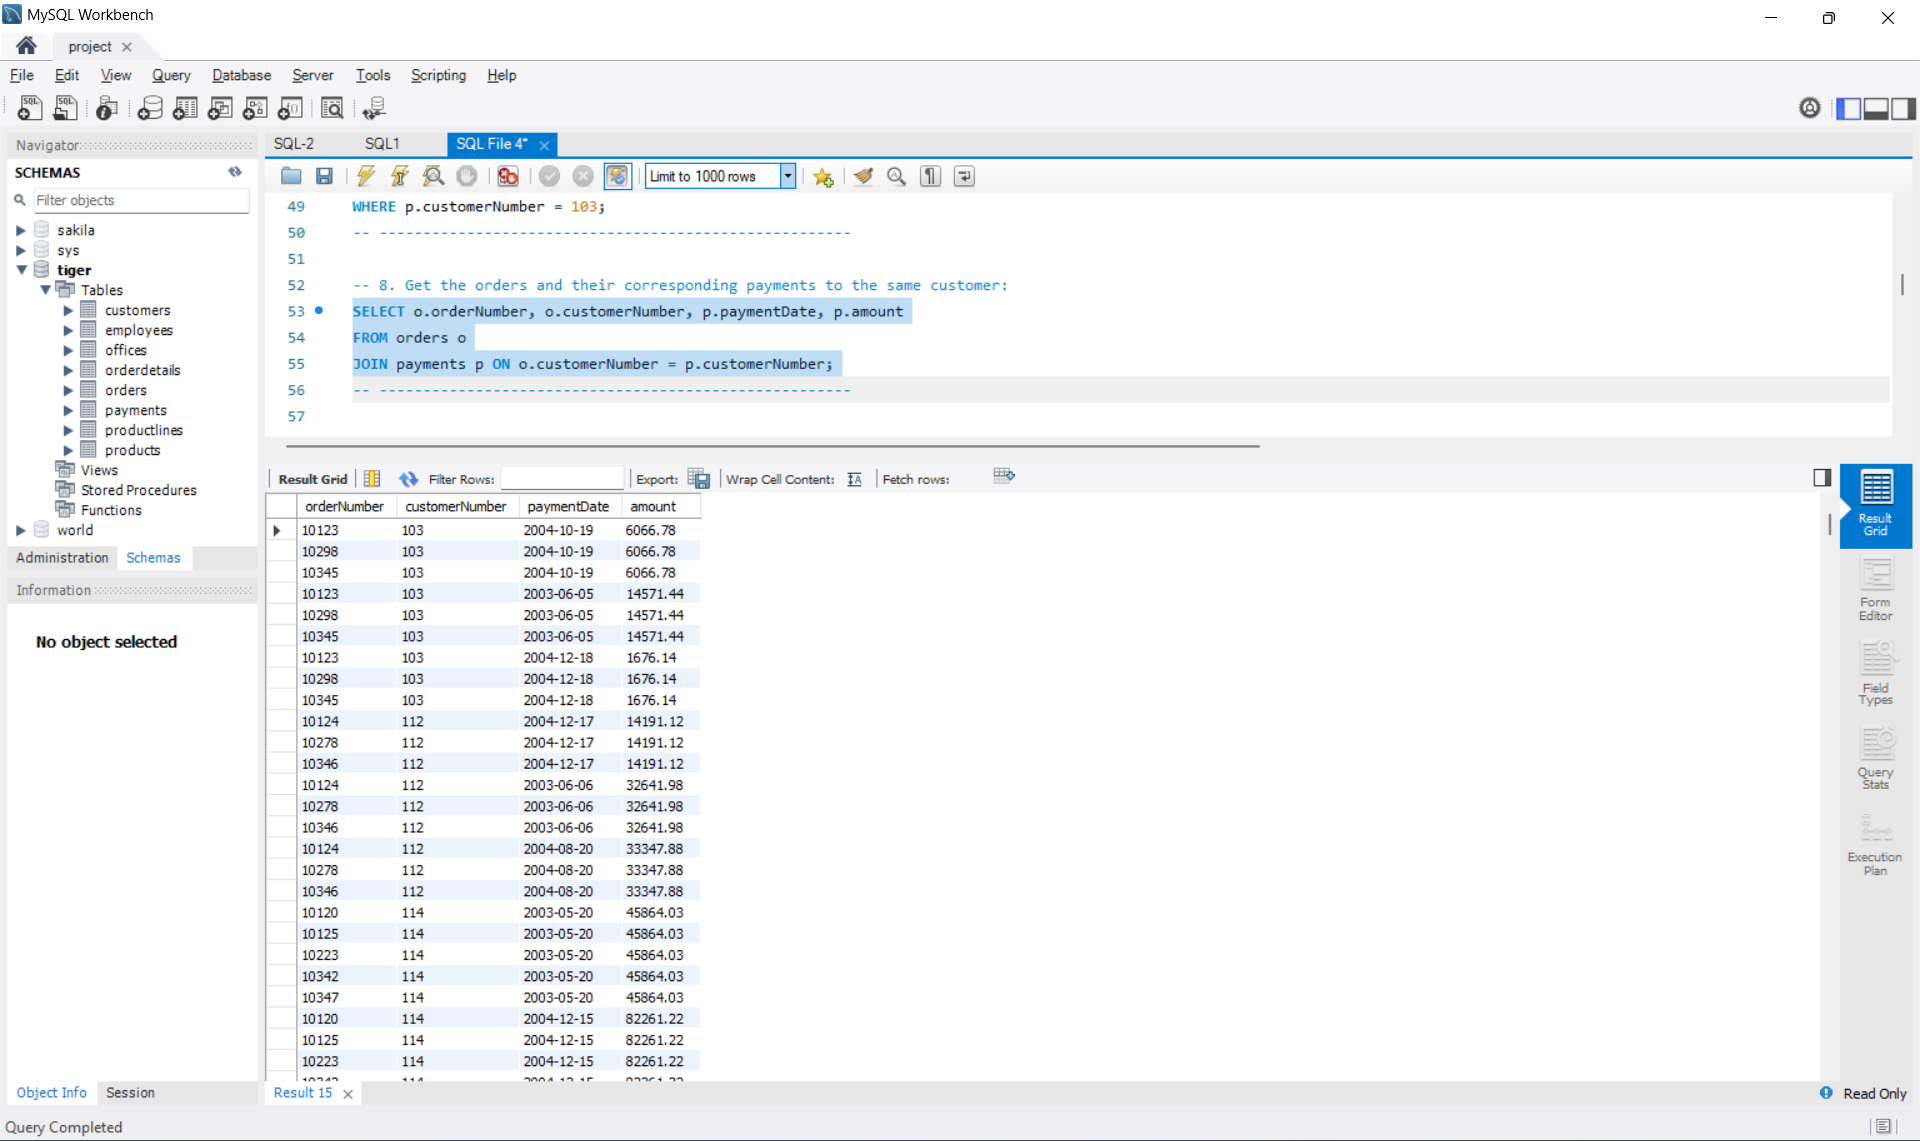 MySQL Workbench
project
File Edit View Query Database Server Tools Scripting Help
Navigator
SCHEMAS
Filter objects
sakila
sys
tiger
Tables
customers
employees
offices
orderdetails
orders
payments
productlines
products
Views
Stored Procedures
Functions
world
Administration Schemas
Information
No object selected
Object Info Session
SQL-2 SQL1 SQL File 4*
Limit to 1000 rows
49 WHERE p.customerNumber = 103;
50 -- ------------------------------------------------------
51
52 -- 8. Get the orders and their corresponding payments to the same customer:
53 SELECT o.orderNumber, o.customerNumber, p.paymentDate, p.amount
54 FROM orders o
55 JOIN payments p ON o.customerNumber = p.customerNumber;
56 -- ------------------------------------------------------
57
Result Grid Filter Rows: Export: Wrap Cell Content: Fetch rows:
orderNumber customerNumber paymentDate amount
10123 103 2004-10-19 6066.78
10298 103 2004-10-19 6066.78
10345 103 2004-10-19 6066.78
10123 103 2003-06-05 14571.44
10298 103 2003-06-05 14571.44
10345 103 2003-06-05 14571.44
10123 103 2004-12-18 1676.14
10298 103 2004-12-18 1676.14
10345 103 2004-12-18 1676.14
10124 112 2004-12-17 14191.12
10278 112 2004-12-17 14191.12
10346 112 2004-12-17 14191.12
10124 112 2003-06-06 32641.98
10278 112 2003-06-06 32641.98
10346 112 2003-06-06 32641.98
10124 112 2004-08-20 33347.88
10278 112 2004-08-20 33347.88
10346 112 2004-08-20 33347.88
10120 114 2003-05-20 45864.03
10125 114 2003-05-20 45864.03
10223 114 2003-05-20 45864.03
10342 114 2003-05-20 45864.03
10347 114 2003-05-20 45864.03
10120 114 2004-12-15 82261.22
10125 114 2004-12-15 82261.22
10223 114 2004-12-15 82261.22
Result
Grid
Form
Editor
Field
Types
Query
Stats
Execution
Plan
Result 15
Read Only
Query Completed